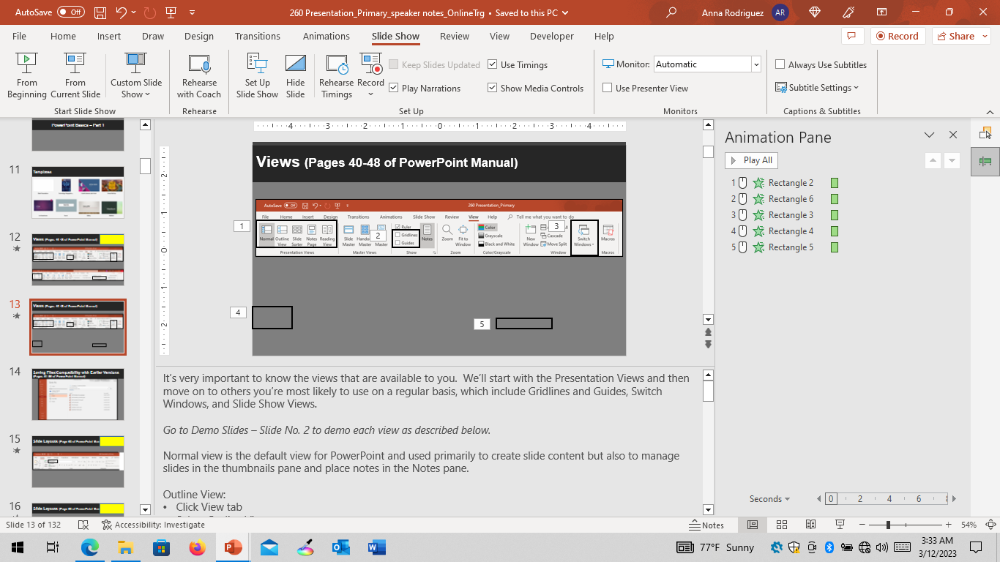 AutoSave Off 260 Presentation_Primary_speaker notes_OnlineTrg • Saved to this PC Anna Rodriguez AR
File Home Insert Draw Design Transitions Animations Slide Show Review View Developer Help Record Share
From Beginning
From Current Slide
Custom Slide Show
Start Slide Show
Rehearse with Coach
Rehearse
Set Up Slide Show
Hide Slide
Rehearse Timings
Record
Keep Slides Updated
Use Timings
Play Narrations
Show Media Controls
Set Up
Monitor: Automatic
Use Presenter View
Monitors
Always Use Subtitles
Subtitle Settings
Captions & Subtitles
PowerPoint Basics – Part 1
11
Templates
12
Views (Pages 40-48 of PowerPoint Manual)
13
Views (Pages 40-48 of PowerPoint Manual)
14
Saving Files/Compatibility with Earlier Versions
15
Slide Layouts
16
Slide Layouts
4 3 2 1 0 1 2 3 4
2 1 0 1 2
Views (Pages 40-48 of PowerPoint Manual)
AutoSave Off 260 Presentation_Primary
File Home Insert Design Transitions Animations Slide Show Review View Help Tell me what you want to do
Normal
Outline View
Slide Sorter
Notes Page
Reading View
Presentation Views
Slide Master
Master
Master
Master Views
Ruler
Gridlines
Guides
Show
Notes
Zoom
Fit to Window
Zoom
Color
Grayscale
Black and White
Color/Grayscale
New Window
Cascade
Move Split
Window
Switch Windows
Macros
Macros
1
2
3
4
5
It’s very important to know the views that are available to you. We’ll start with the Presentation Views and then
move on to others you’re most likely to use on a regular basis, which include Gridlines and Guides, Switch
Windows, and Slide Show Views.
Go to Demo Slides – Slide No. 2 to demo each view as described below.
Normal view is the default view for PowerPoint and used primarily to create slide content but also to manage
slides in the thumbnails pane and place notes in the Notes pane.
Outline View:
• Click View tab
Animation Pane
Play All
1 Rectangle 2
2 Rectangle 6
3 Rectangle 3
4 Rectangle 4
5 Rectangle 5
Seconds 0 2 4 6
Slide 13 of 132 Accessibility: Investigate Notes 54%
77°F Sunny
3:33 AM
3/12/2023